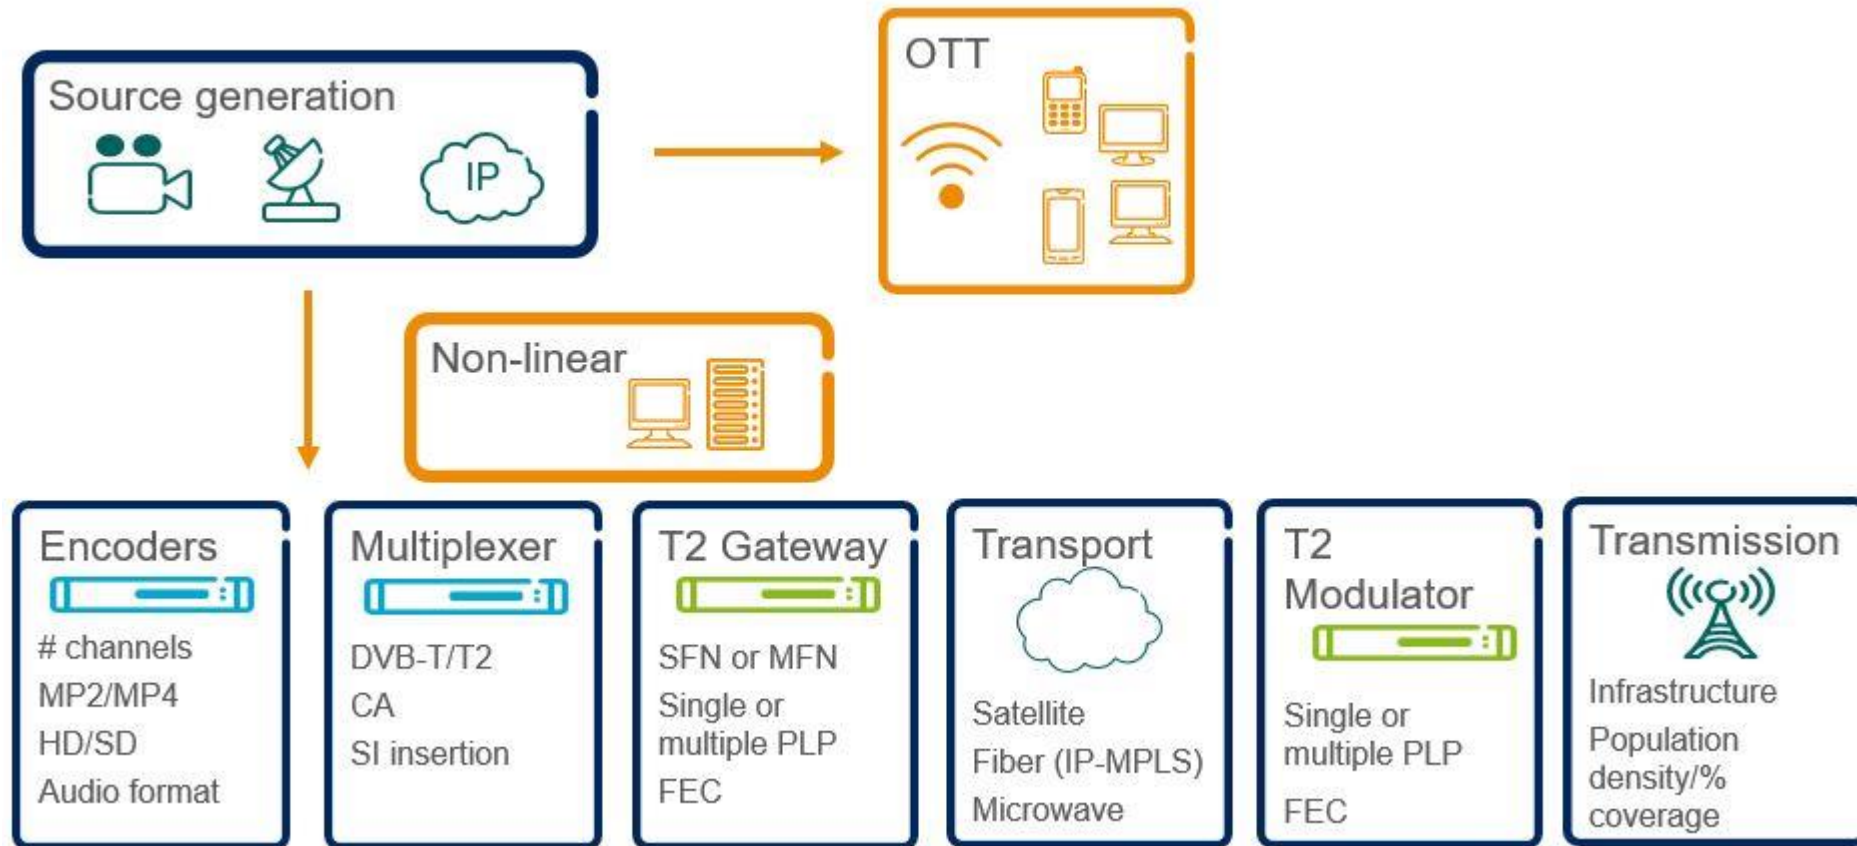 Source generation
IP
OTT
Non-linear
Encoders
# channels
MP2/MP4
HD/SD
Audio format
Multiplexer
DVB-T/T2
CA
SI insertion
T2 Gateway
SFN or MFN
Single or
multiple PLP
FEC
Transport
Satellite
Fiber (IP-MPLS)
Microwave
T2
Modulator
Single or
multiple PLP
FEC
Transmission
Infrastructure
Population
density/%
coverage